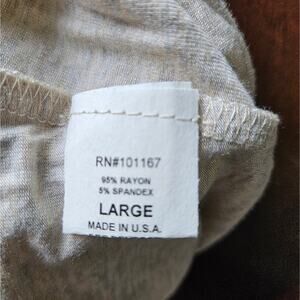 RN#101167
95% RAYON
5% SPANDEX
LARGE
MADE IN U.S.A.